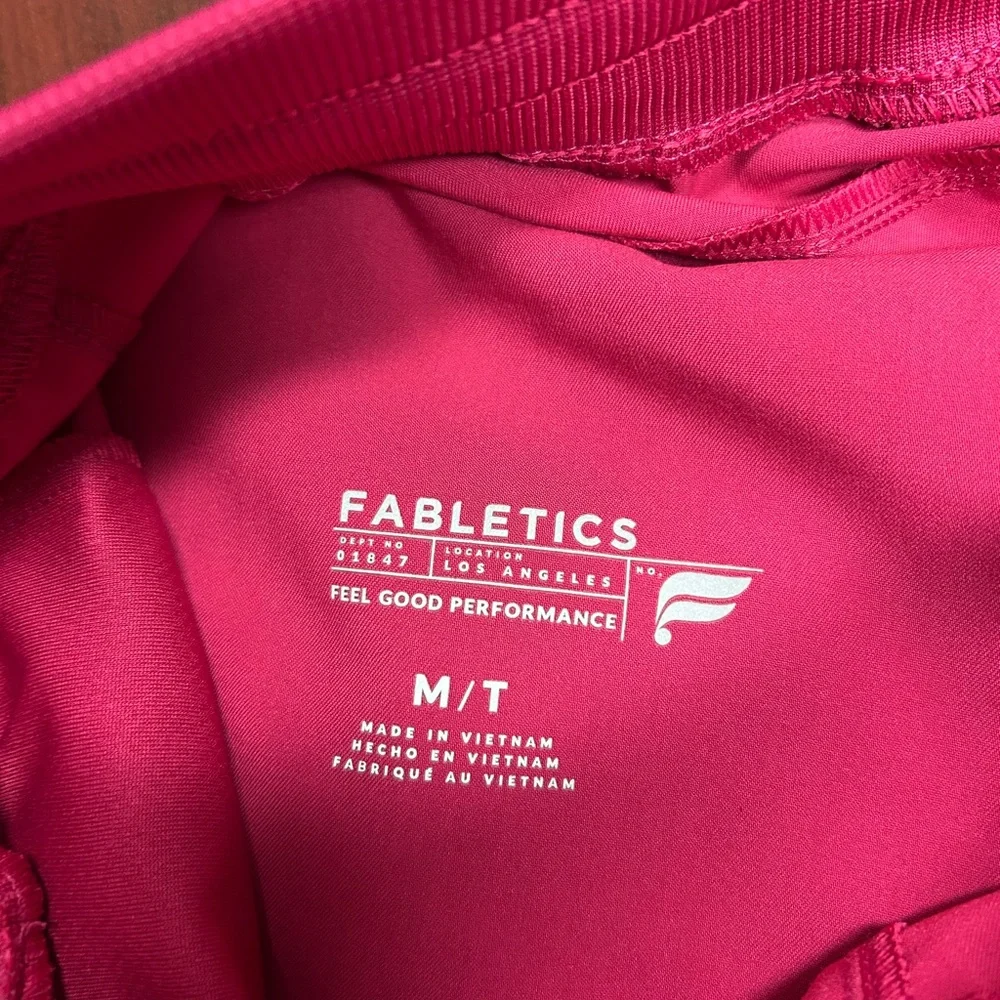 FABLETICS
DEPT NO LOCATION NO.
01847 LOS ANGELES
FEEL GOOD PERFORMANCE
M/T
MADE IN VIETNAM
HECHO EN VIETNAM
FABRIQUÉ AU VIETNAM